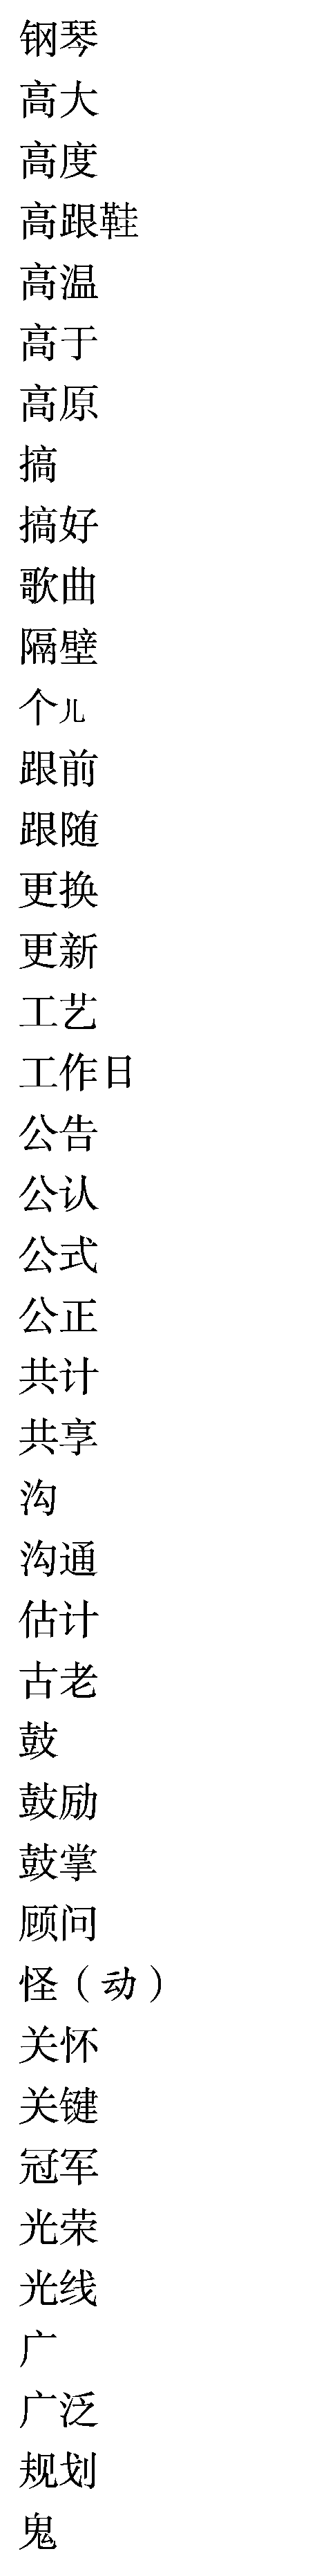 钢琴
高大
高度
高跟鞋
高温
高于
高原
搞
搞好
歌曲
隔壁
个儿
跟前
跟随
更换
更新
工艺
工作日
公告
公认
公式
公正
共计
共享
沟
沟通
估计
古老
鼓
鼓励
鼓掌
顾问
怪（动）
关怀
关键
冠军
光荣
光线
广
广泛
规划
鬼